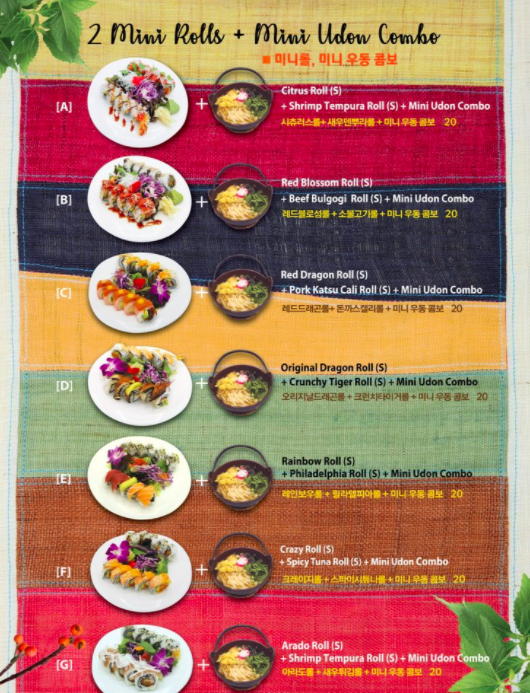 2 Mini Rolls + Mini Udon Combo
■ 미니롤, 미니 우동 콤보
[A]
+
Citrus Roll (S)
+ Shrimp Tempura Roll (S) + Mini Udon Combo
시츄러스롤 + 새우덴뿌라롤 + 미니 우동 콤보 20
[B]
+
Red Blossom Roll (S)
+ Beef Bulgogi Roll (S) + Mini Udon Combo
레드블로섬롤 + 소불고기롤 + 미니 우동 콤보 20
[C]
+
Red Dragon Roll (S)
+ Pork Katsu Cali Roll (S) + Mini Udon Combo
레드드래곤롤 + 돈까스캘리롤 + 미니 우동 콤보 20
[D]
+
Original Dragon Roll (S)
+ Crunchy Tiger Roll (S) + Mini Udon Combo
오리지날드래곤롤 + 크런치타이거롤 + 미니 우동 콤보 20
[E]
+
Rainbow Roll (S)
+ Philadelphia Roll (S) + Mini Udon Combo
레인보우롤 + 필라델피아롤 + 미니 우동 콤보 20
[F]
+
Crazy Roll (S)
+ Spicy Tuna Roll (S) + Mini Udon Combo
크레이지롤 + 스파이시튜나롤 + 미니 우동 콤보 20
[G]
+
Arado Roll (S)
+ Shrimp Tempura Roll (S) + Mini Udon Combo
아라도롤 + 새우튀김롤 + 미니 우동 콤보 20